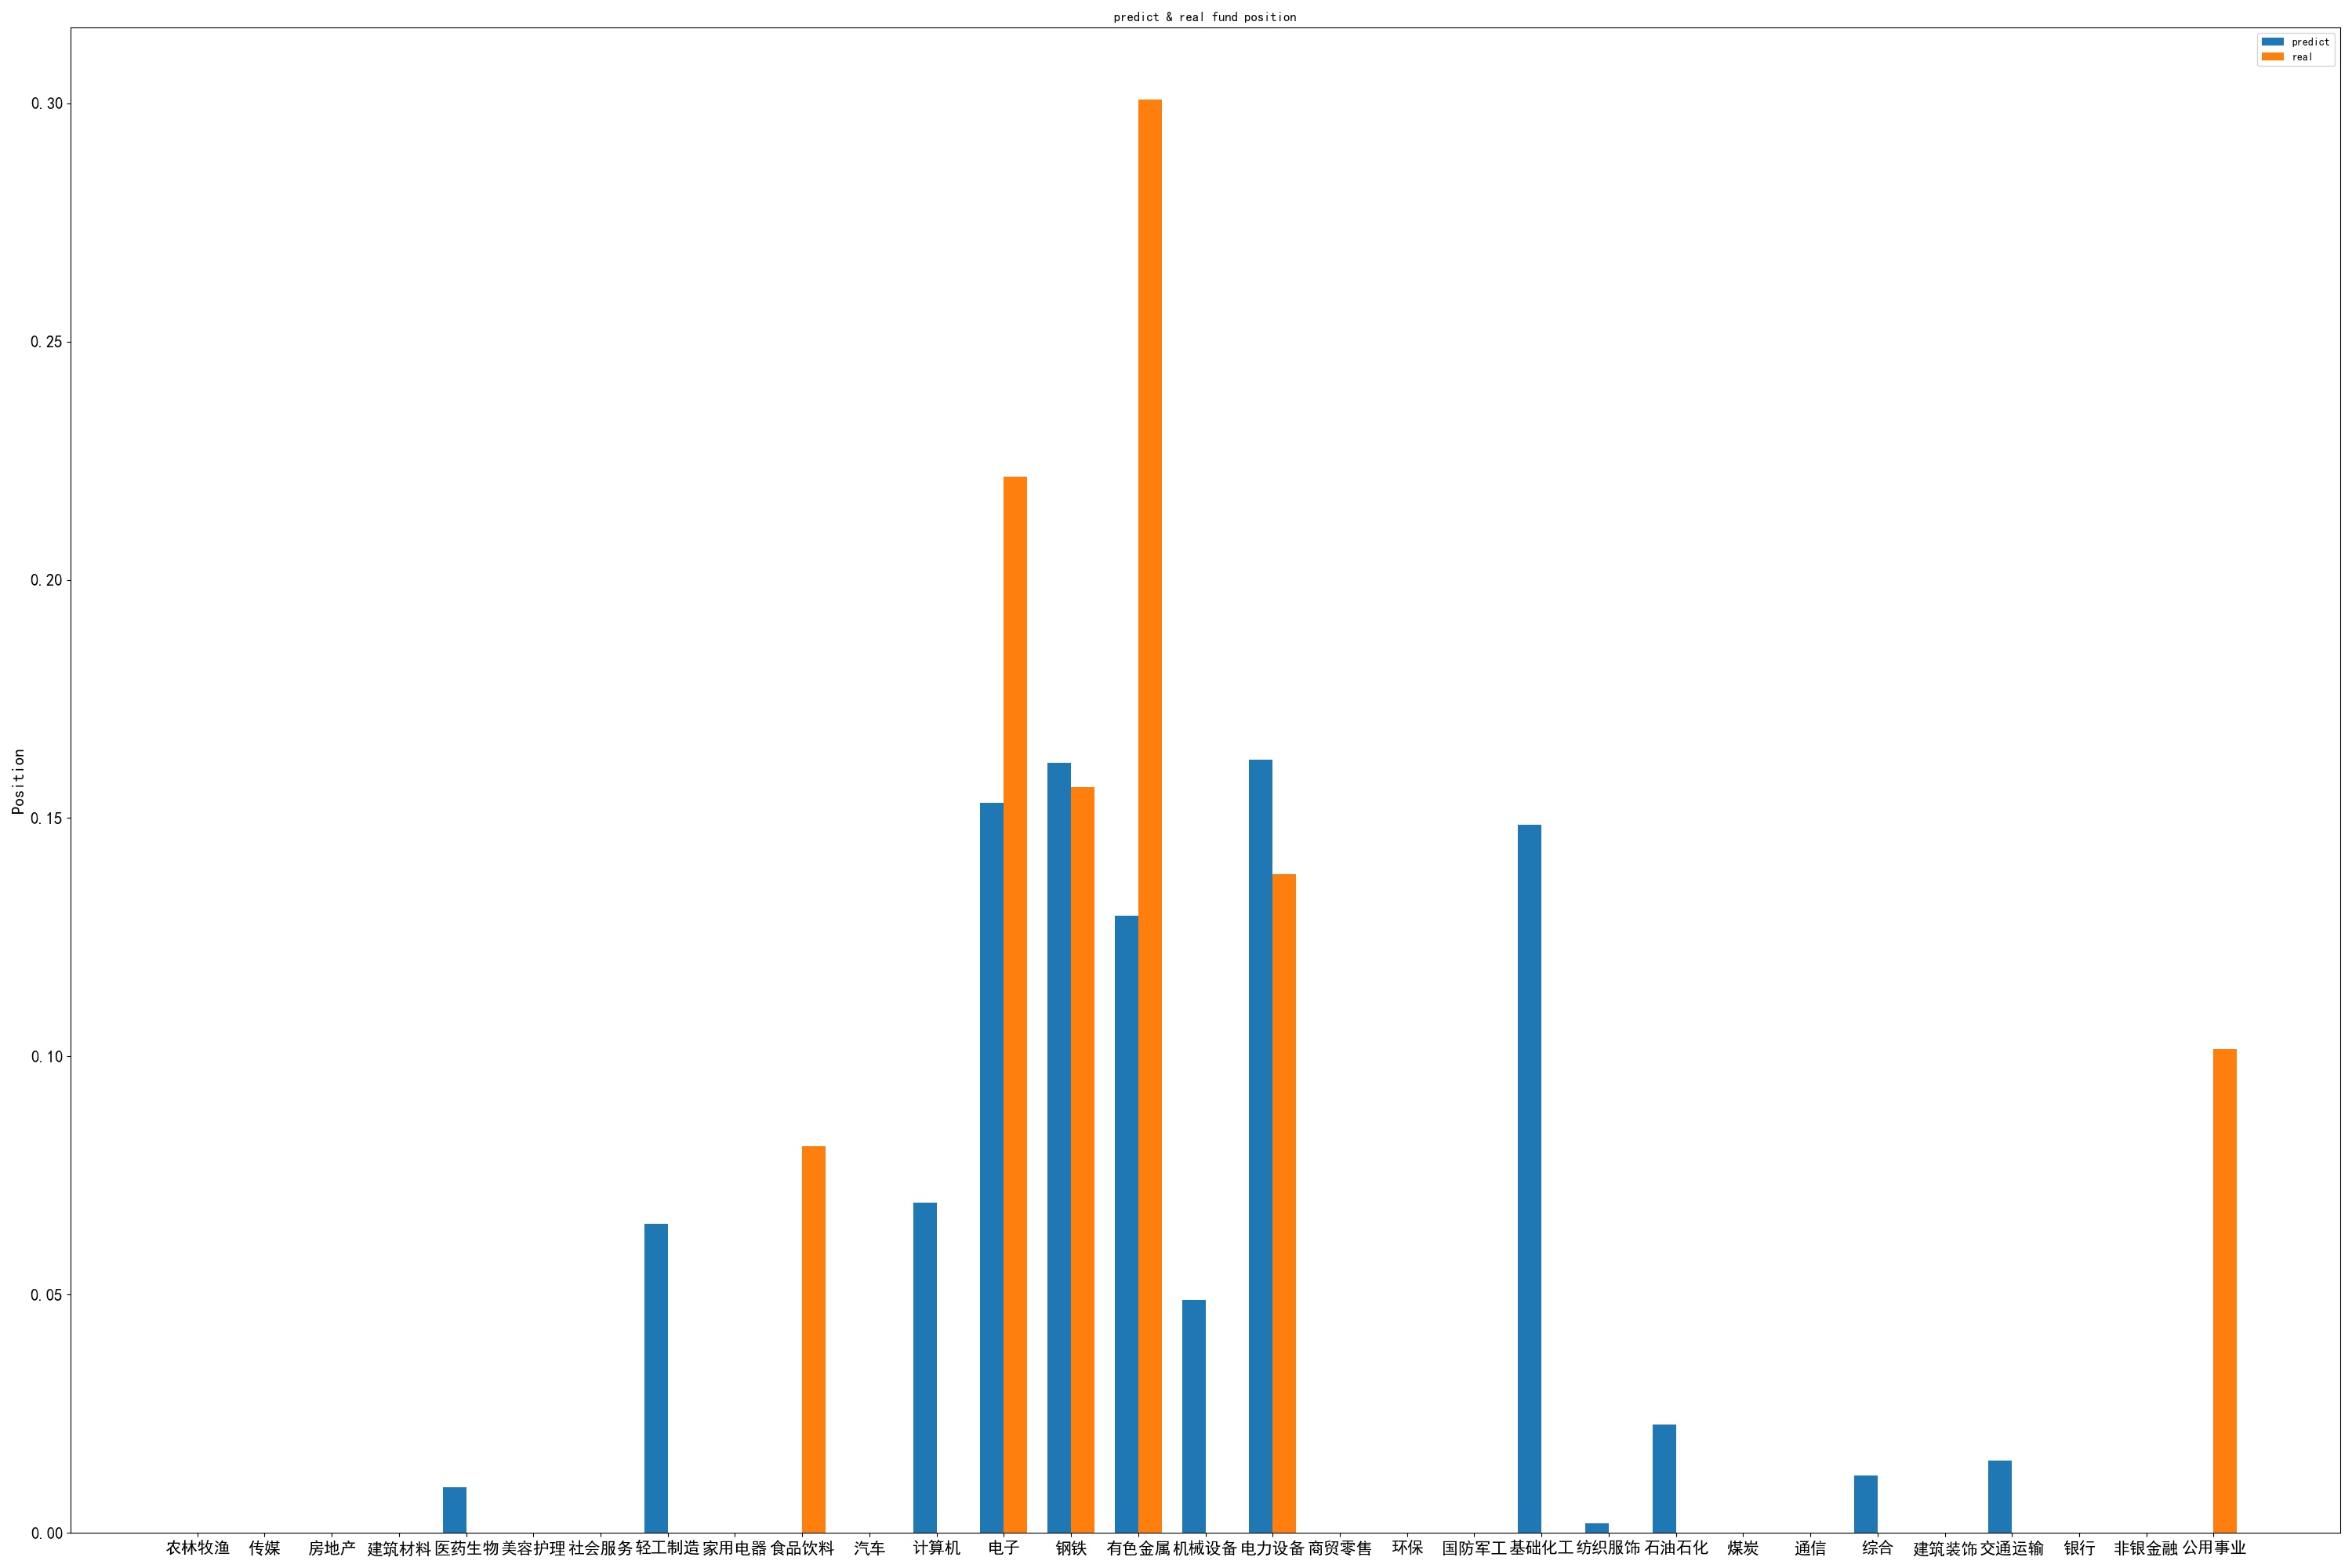 predict & real fund position
predict
real
0.30
0.25
0.20
0.15
0.10
0.05
0.00
Position
农林牧渔 传媒 房地产 建筑材料 医药生物 美容护理 社会服务 轻工制造 家用电器 食品饮料 汽车 计算机 电子 钢铁 有色金属 机械设备 电力设备 商贸零售 环保 国防军工 基础化工 纺织服饰 石油石化 煤炭 通信 综合 建筑装饰 交通运输 银行 非银金融 公用事业